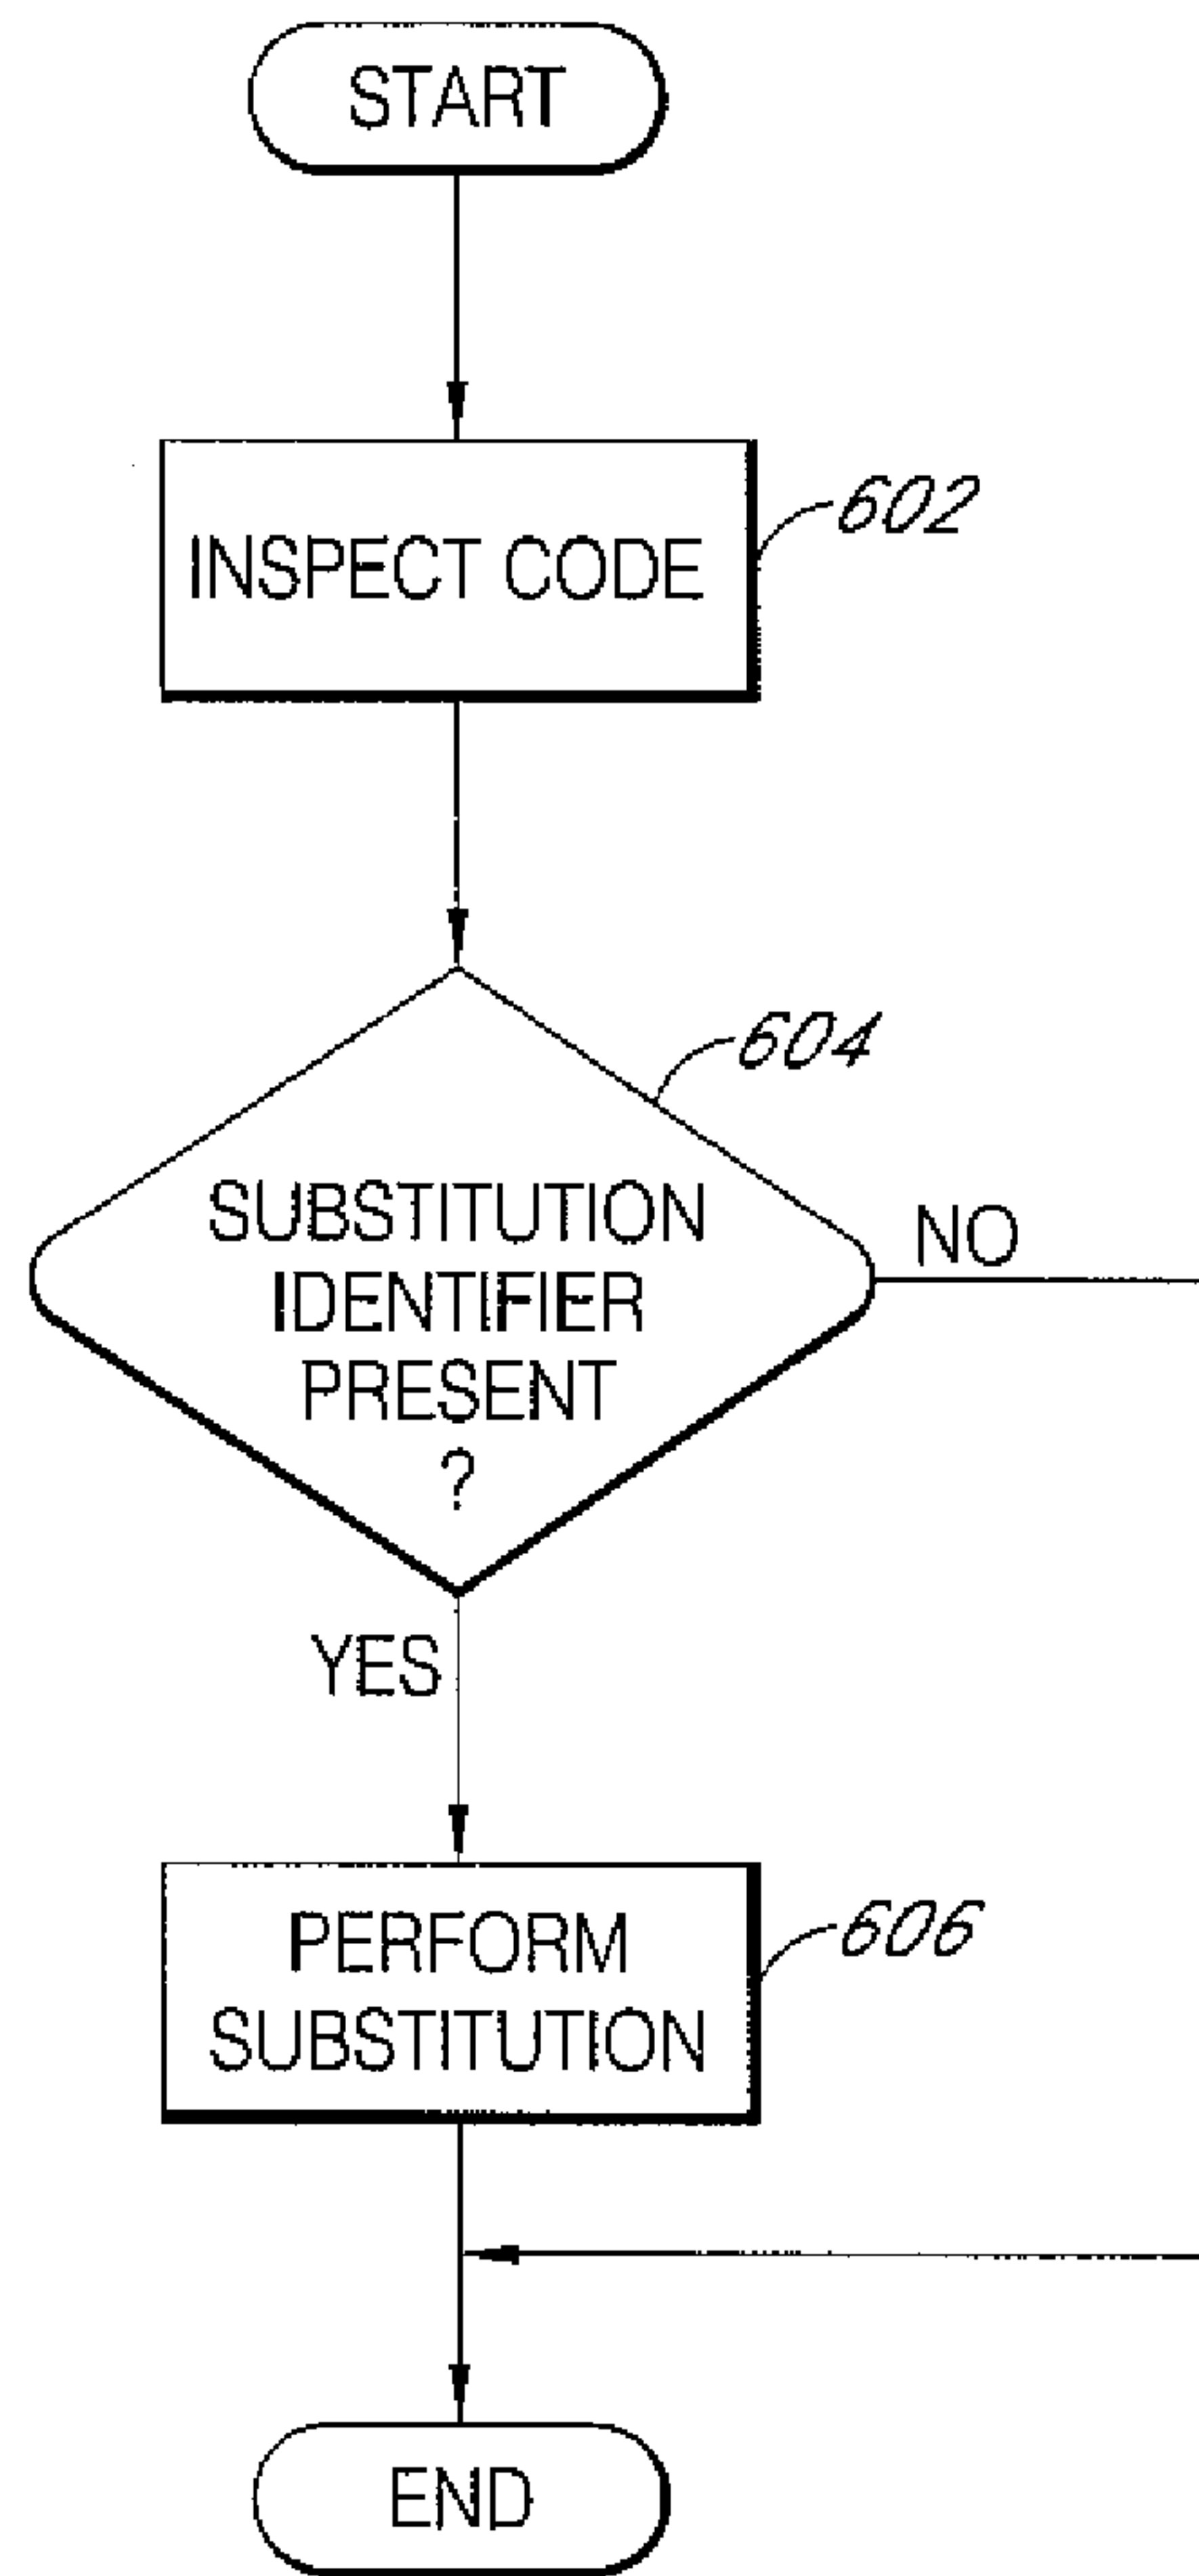 START
INSPECT CODE
602
604
SUBSTITUTION
IDENTIFIER
PRESENT
?
NO
YES
PERFORM
SUBSTITUTION
606
END